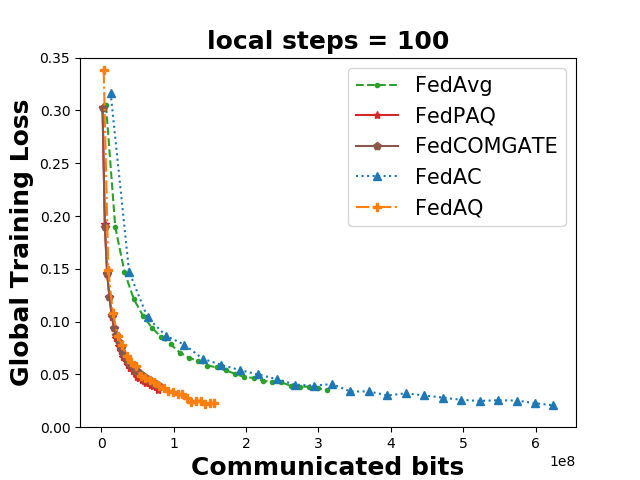 local steps = 100
Global Training Loss
0.35
0.30
0.25
0.20
0.15
0.10
0.05
0.00
FedAvg
FedPAQ
FedCOMGATE
FedAC
FedAQ
0 1 2 3 4 5 6
1e8
Communicated bits